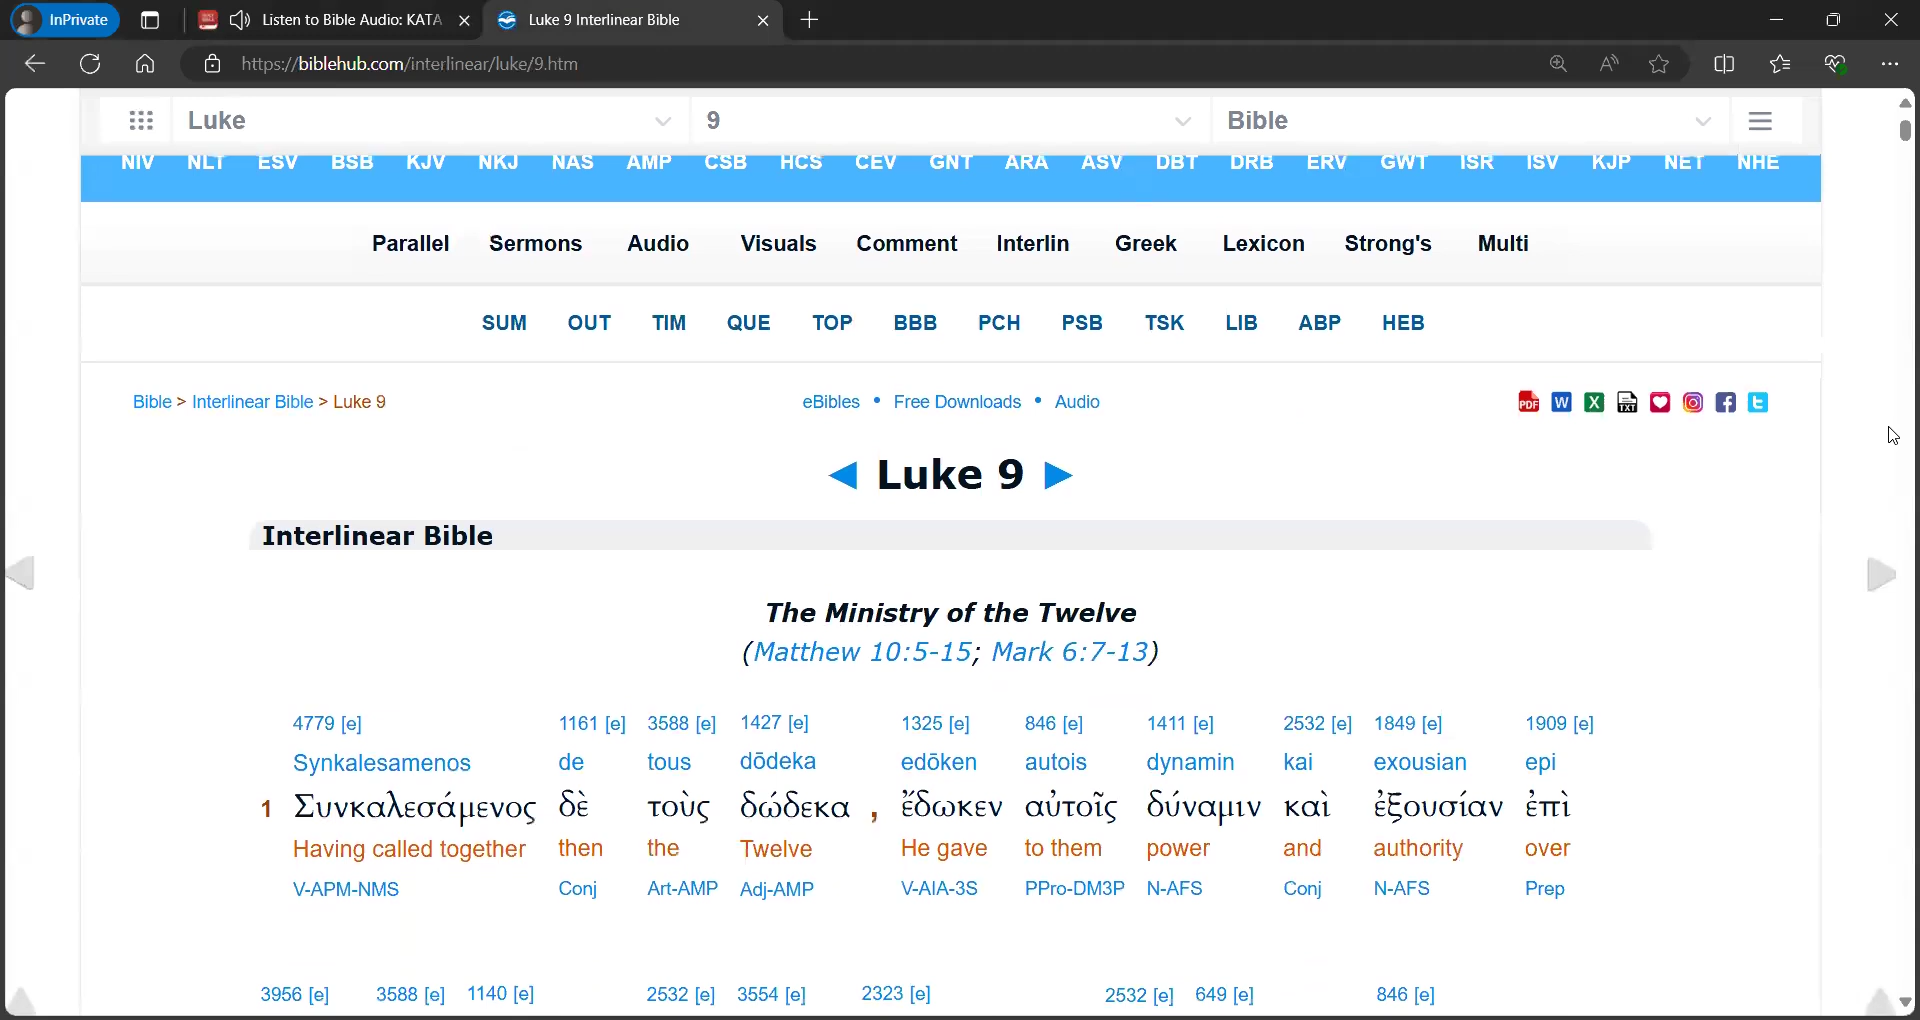 InPrivate
Listen to Bible Audio: KATA
Luke 9 Interlinear Bible
https://biblehub.com/interlinear/luke/9.htm
Luke 9 Bible
NIV NLT ESV BSB KJV NKJ NAS AMP CSB HCS CEV GNT ARA ASV DBT DRB ERV GWT ISR ISV KJP NET NHE
Parallel Sermons Audio Visuals Comment Interlin Greek Lexicon Strong's Multi
SUM OUT TIM QUE TOP BBB PCH PSB TSK LIB ABP HEB
Bible > Interlinear Bible > Luke 9 eBibles • Free Downloads • Audio PDF W X TXT
◄ Luke 9 ►
Interlinear Bible
The Ministry of the Twelve
(Matthew 10:5-15; Mark 6:7-13)
4779 [e] 1161 [e] 3588 [e] 1427 [e] 1325 [e] 846 [e] 1411 [e] 2532 [e] 1849 [e] 1909 [e]
Synkalesamenos de tous dōdeka edōken autois dynamin kai exousian epi
1 Συνκαλεσάμενος δὲ τοὺς δώδεκα , ἔδωκεν αὐτοῖς δύναμιν καὶ ἐξουσίαν ἐπὶ
Having called together then the Twelve He gave to them power and authority over
V-APM-NMS Conj Art-AMP Adj-AMP V-AIA-3S PPro-DM3P N-AFS Conj N-AFS Prep
3956 [e] 3588 [e] 1140 [e] 2532 [e] 3554 [e] 2323 [e] 2532 [e] 649 [e] 846 [e]